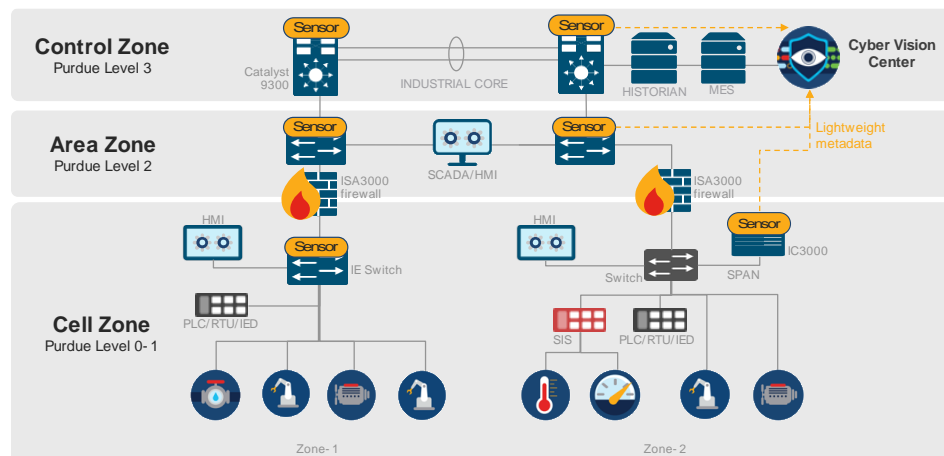 Sensor
Sensor
Control Zone
Purdue Level 3
Catalyst
9300
INDUSTRIAL CORE
HISTORIAN
MES
Cyber Vision
Center
Area Zone
Purdue Level 2
Sensor
SCADA/HMI
Sensor
Lightweight
metadata
ISA3000
firewall
ISA3000
firewall
HMI
Sensor
IE Switch
HMI
Switch
SPAN
Sensor
IC3000
Cell Zone
Purdue Level 0-1
PLC/RTU/IED
SIS
PLC/RTU/IED
Zone-1
Zone-2